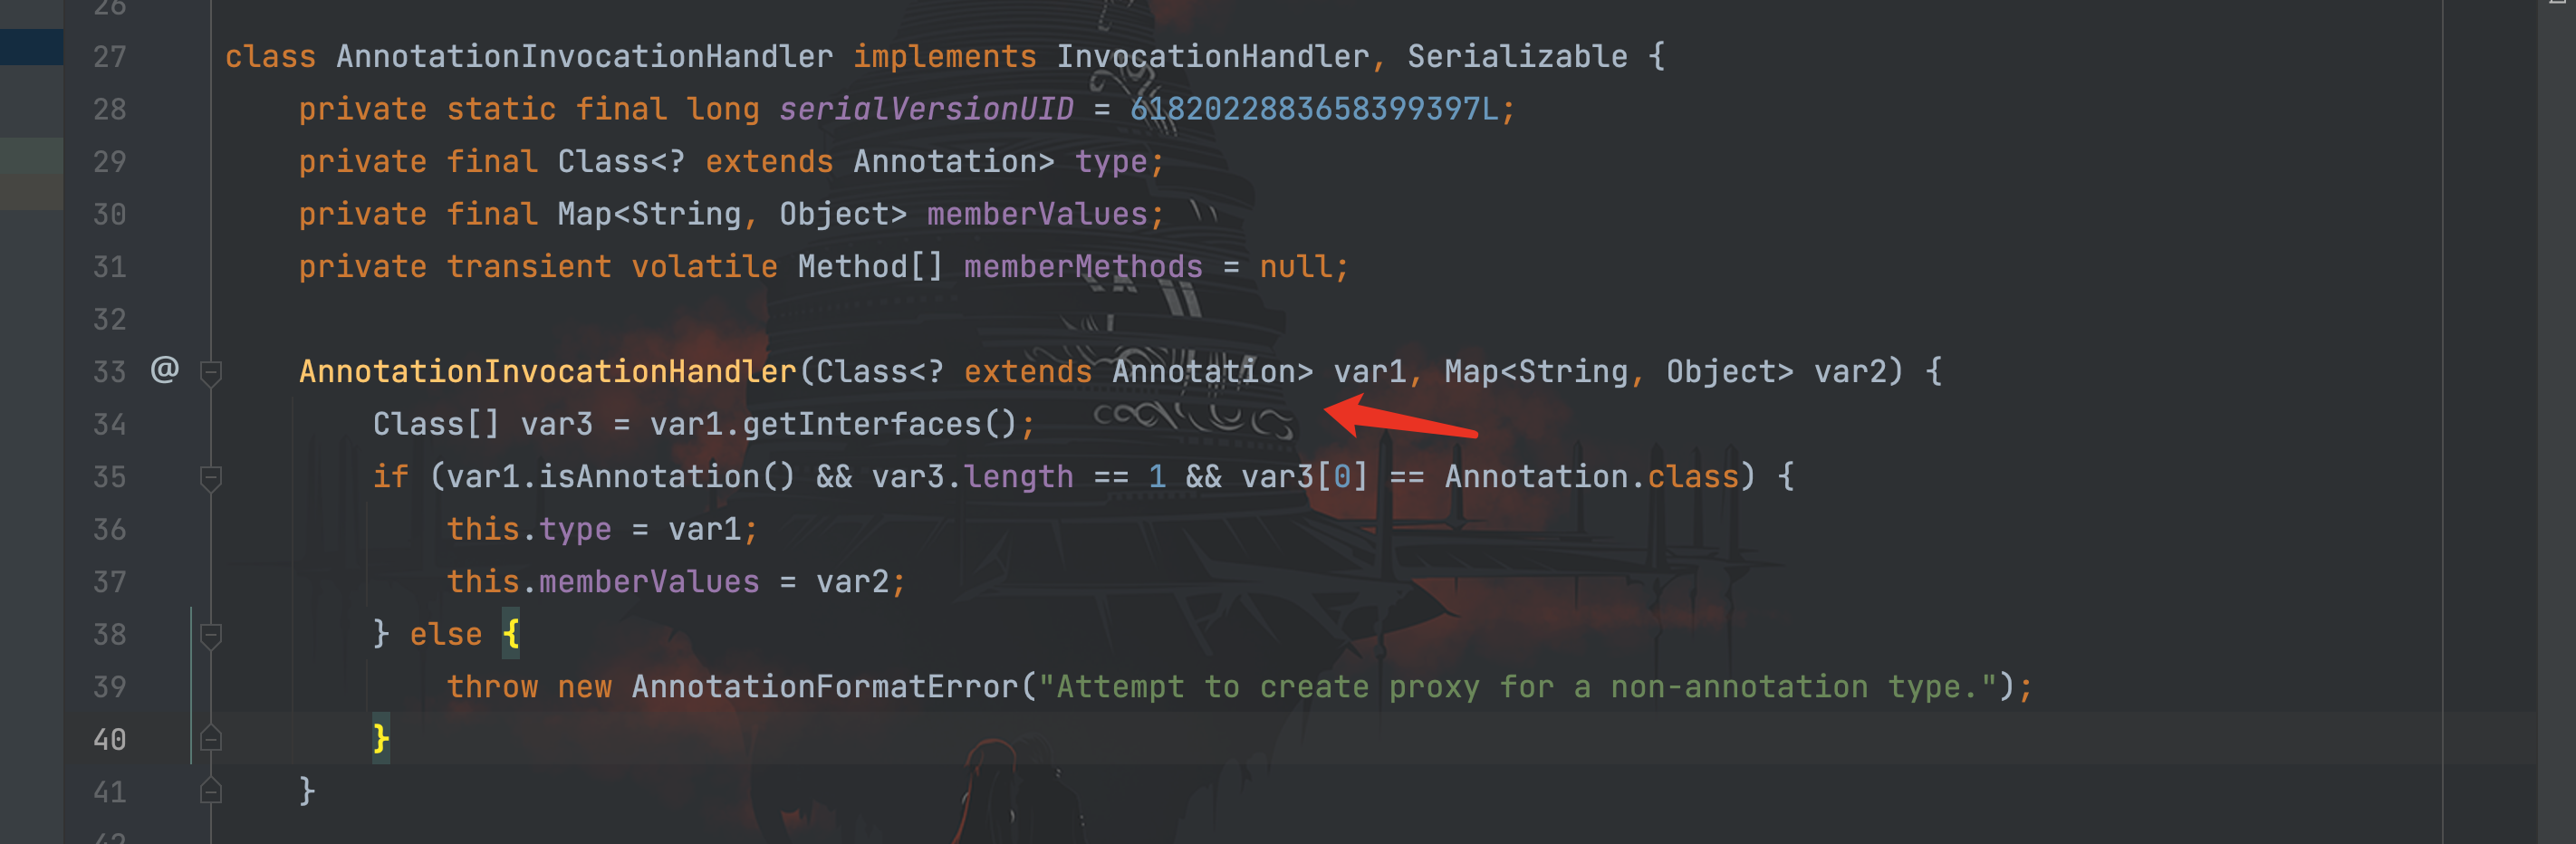 26
27 class AnnotationInvocationHandler implements InvocationHandler, Serializable {
28 private static final long serialVersionUID = 6182022883658399397L;
29 private final Class<? extends Annotation> type;
30 private final Map<String, Object> memberValues;
31 private transient volatile Method[] memberMethods = null;
32
33 @ AnnotationInvocationHandler(Class<? extends Annotation> var1, Map<String, Object> var2) {
34 Class[] var3 = var1.getInterfaces();
35 if (var1.isAnnotation() && var3.length == 1 && var3[0] == Annotation.class) {
36 this.type = var1;
37 this.memberValues = var2;
38 } else {
39 throw new AnnotationFormatError("Attempt to create proxy for a non-annotation type.");
40 }
41 }
42